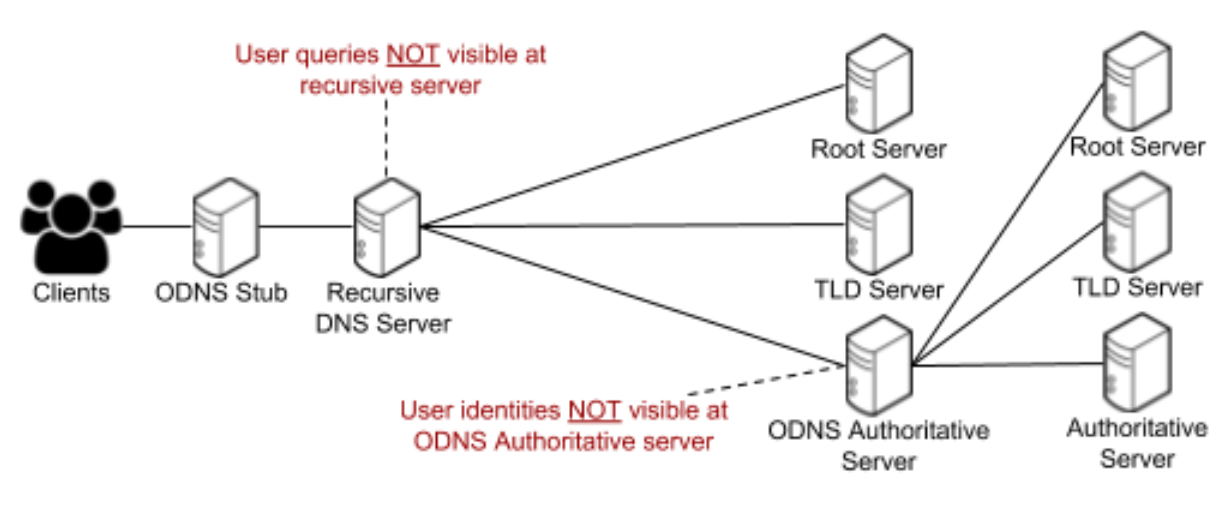 User queries NOT visible at
recursive server
Root Server
Root Server
Clients
ODNS Stub
Recursive
DNS Server
TLD Server
TLD Server
User identities NOT visible at
ODNS Authoritative server
ODNS Authoritative
Server
Authoritative
Server